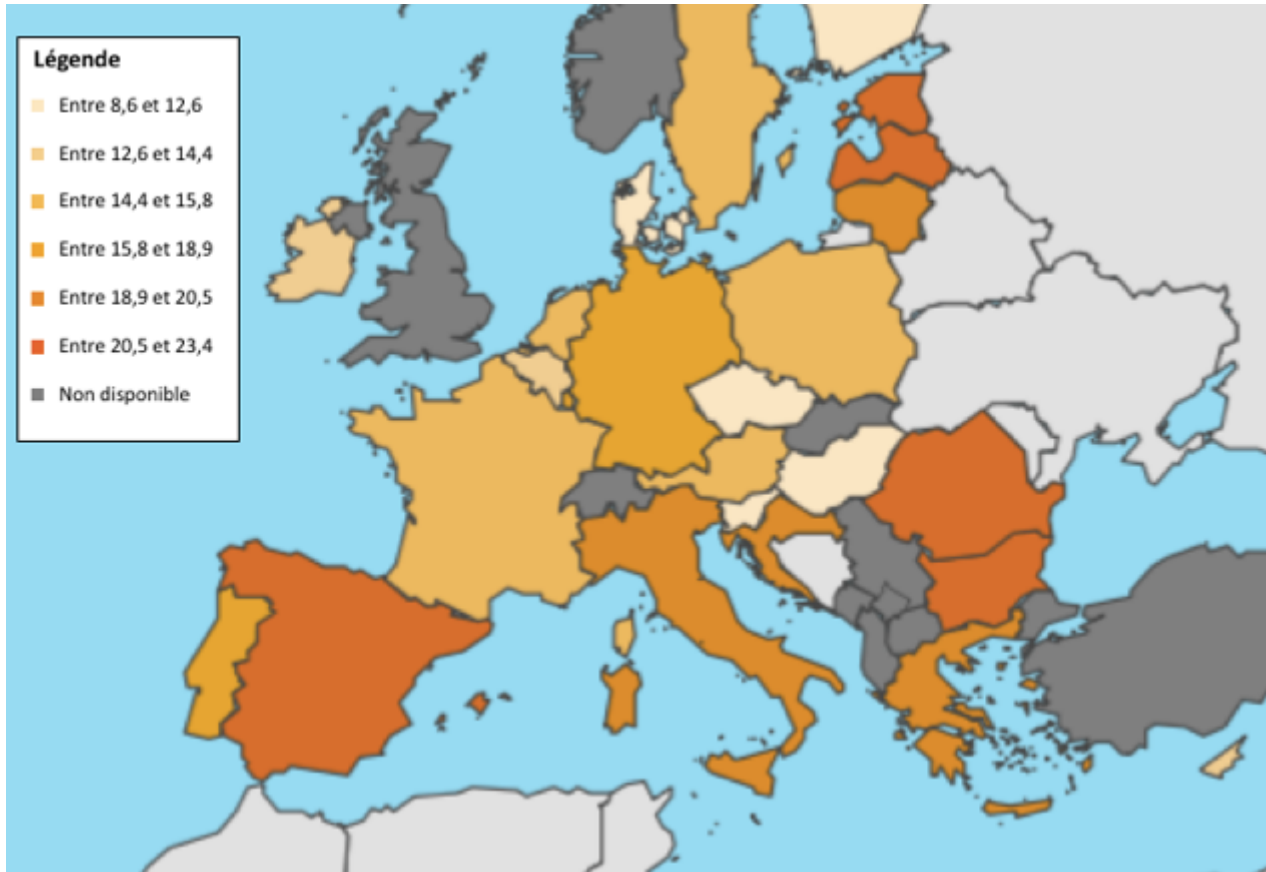 Légende
Entre 8,6 et 12,6
Entre 12,6 et 14,4
Entre 14,4 et 15,8
Entre 15,8 et 18,9
Entre 18,9 et 20,5
Entre 20,5 et 23,4
Non disponible